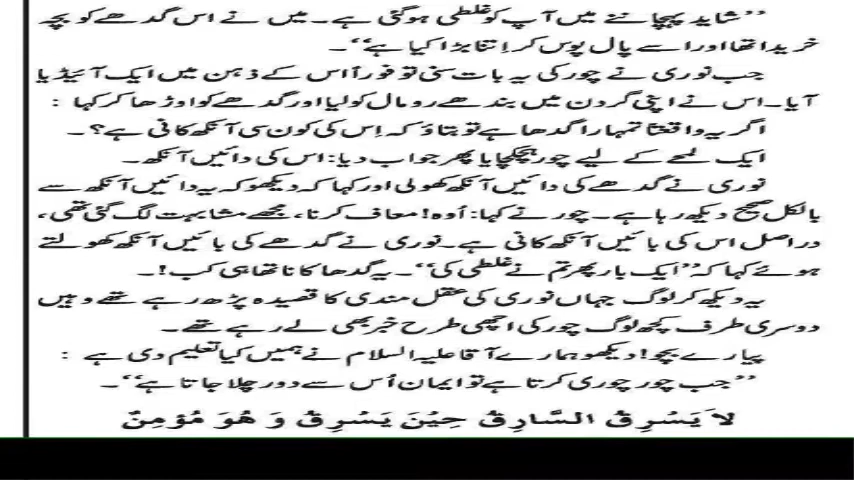 ”شاید پہچاننے میں آپ کو غلطی ہوگئی ہے۔ میں نے اس گدھے کو بچہ
خریدا تھا اور اسے پال پوس کر اِتنا بڑا کیا ہے“۔
جب نوری نے چور کی یہ بات سنی تو فوراً اس کے ذہن میں ایک آئیڈیا
آیا۔ اس نے اپنی گردن میں بندھے رومال کو لیا اور گدھے کو اوڑھا کر کہا :
اگر یہ واقعتاً تمہارا گدھا ہے تو بتاؤ کہ اِس کی کون سی آنکھ کانی ہے؟۔
ایک لمحے کے لیے چور ہچکچایا پھر جواب دیا: اس کی دائیں آنکھ۔
نوری نے گدھے کی دائیں آنکھ کھولی اور کہا کہ دیکھو کہ یہ دائیں آنکھ سے
بالکل صحیح دیکھ رہا ہے۔ چور نے کہا: اُوہ! معاف کرنا، مجھے مشابہت لگ گئی تھی،
دراصل اس کی بائیں آنکھ کانی ہے۔ نوری نے گدھے کی بائیں آنکھ کھولتے
ہوئے کہا کہ ”ایک بار پھر تم نے غلطی کی“۔ یہ گدھا کانا تھا ہی کب!۔
یہ دیکھ کر لوگ جہاں نوری کی عقل مندی کا قصیدہ پڑھ رہے تھے وہیں
دوسری طرف کچھ لوگ چور کی اچھی طرح خبر بھی لے رہے تھے۔
پیارے بچو! دیکھو ہمارے آقا علیہ السلام نے ہمیں کیا تعلیم دی ہے :
”جب چور چوری کرتا ہے تو ایمان اُس سے دور چلا جاتا ہے“۔
لاَ يَسْرِقُ السَّارِقُ حِيْنَ يَسْرِقُ وَ هُوَ مُؤمِنٌ